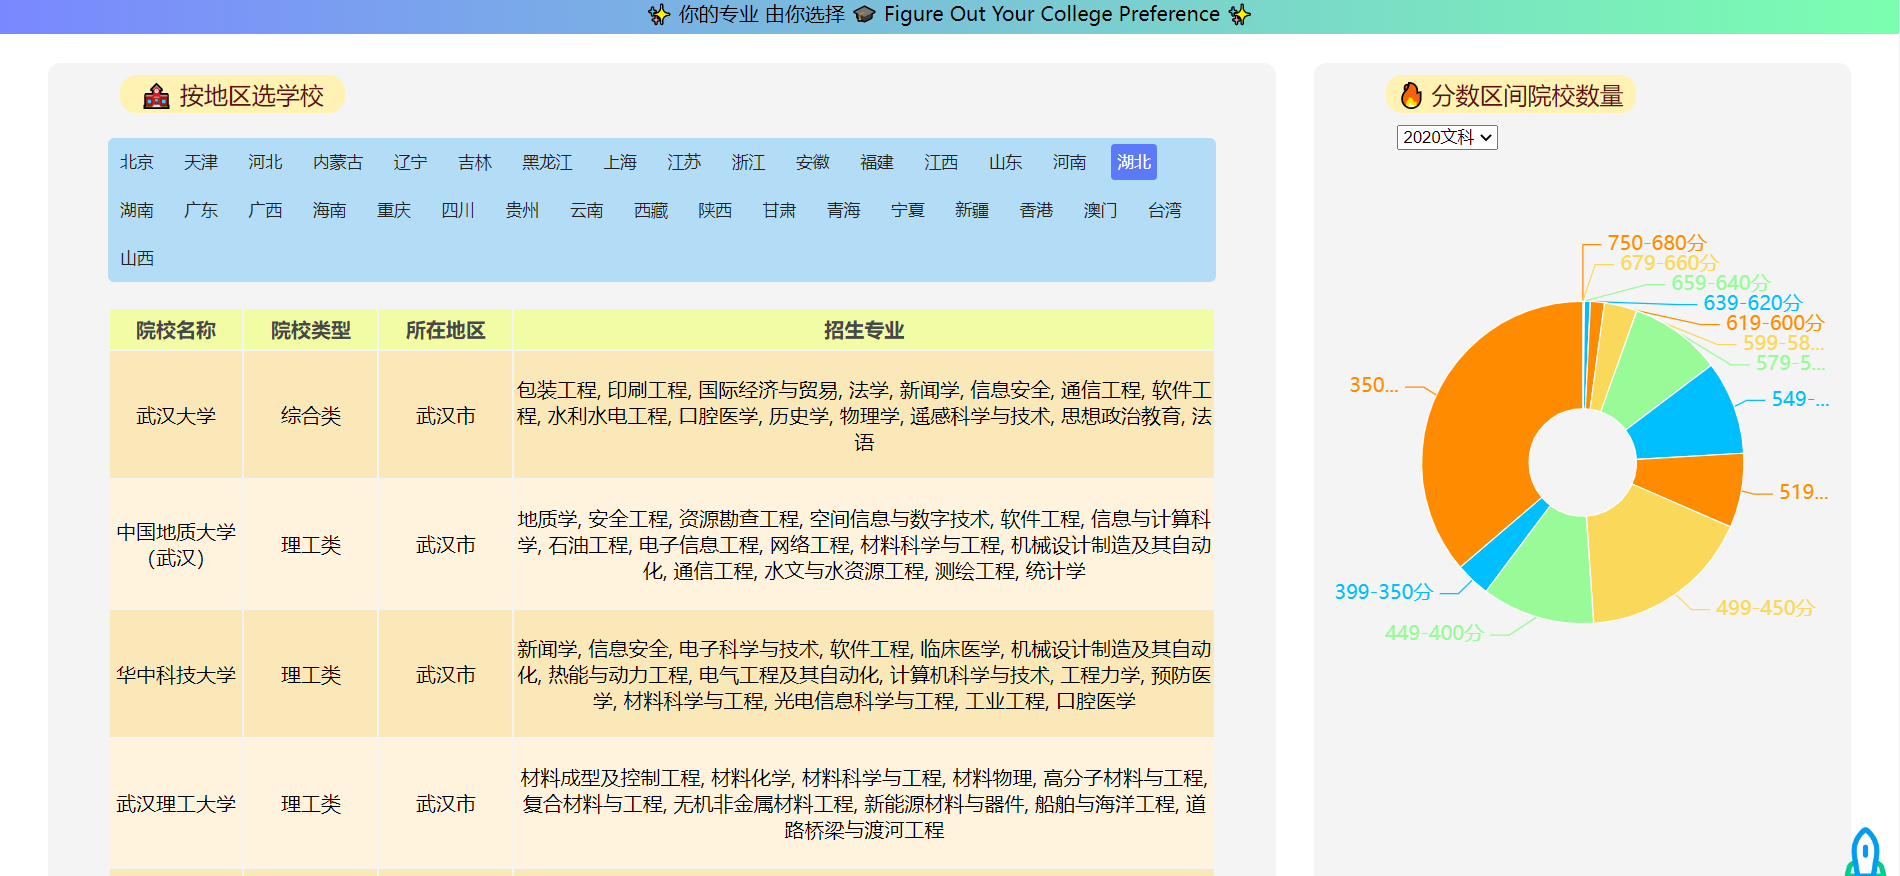 ✨ 你的专业 由你选择 🎓 Figure Out Your College Preference ✨
按地区选学校
北京 天津 河北 内蒙古 辽宁 吉林 黑龙江 上海 江苏 浙江 安徽 福建 江西 山东 河南 湖北
湖南 广东 广西 海南 重庆 四川 贵州 云南 西藏 陕西 甘肃 青海 宁夏 新疆 香港 澳门 台湾
山西
院校名称 院校类型 所在地区 招生专业
武汉大学 综合类 武汉市
包装工程, 印刷工程, 国际经济与贸易, 法学, 新闻学, 信息安全, 通信工程, 软件工
程, 水利水电工程, 口腔医学, 历史学, 物理学, 遥感科学与技术, 思想政治教育, 法
语
中国地质大学
（武汉） 理工类 武汉市
地质学, 安全工程, 资源勘查工程, 空间信息与数字技术, 软件工程, 信息与计算科
学, 石油工程, 电子信息工程, 网络工程, 材料科学与工程, 机械设计制造及其自动
化, 通信工程, 水文与水资源工程, 测绘工程, 统计学
华中科技大学 理工类 武汉市
新闻学, 信息安全, 电子科学与技术, 软件工程, 临床医学, 机械设计制造及其自动
化, 热能与动力工程, 电气工程及其自动化, 计算机科学与技术, 工程力学, 预防医
学, 材料科学与工程, 光电信息科学与工程, 工业工程, 口腔医学
武汉理工大学 理工类 武汉市
材料成型及控制工程, 材料化学, 材料科学与工程, 材料物理, 高分子材料与工程,
复合材料与工程, 无机非金属材料工程, 新能源材料与器件, 船舶与海洋工程, 道
路桥梁与渡河工程
分数区间院校数量
2020文科
750-680分
679-660分
659-640分
639-620分
619-600分
599-58...
579-5...
549-...
519...
499-450分
449-400分
399-350分
350...